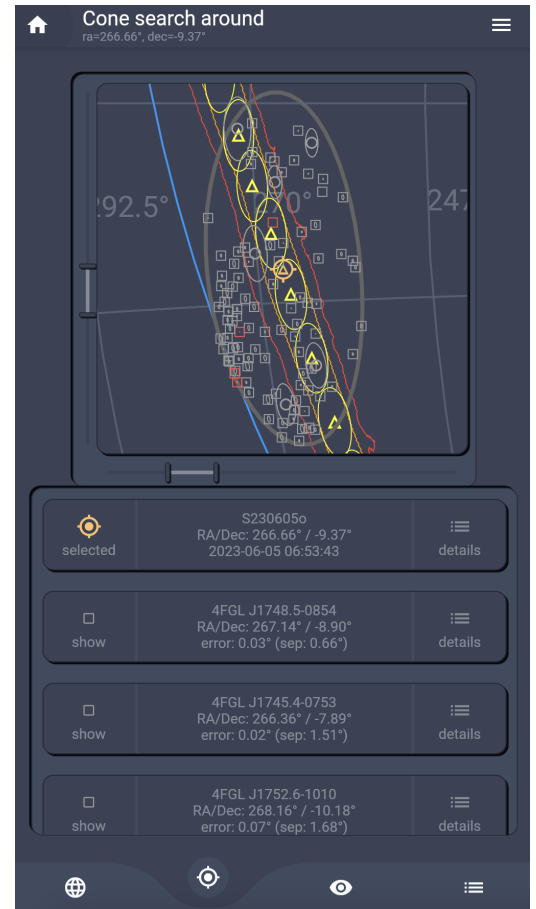 Cone search around
ra=266.66°, dec=-9.37°
292.5°
270°
247
S230605o
RA/Dec: 266.66° / -9.37°
2023-06-05 06:53:43
selected
details
4FGL J1748.5-0854
RA/Dec: 267.14° / -8.90°
error: 0.03° (sep: 0.66°)
show
details
4FGL J1745.4-0753
RA/Dec: 266.36° / -7.89°
error: 0.02° (sep: 1.51°)
show
details
4FGL J1752.6-1010
RA/Dec: 268.16° / -10.18°
error: 0.07° (sep: 1.68°)
show
details